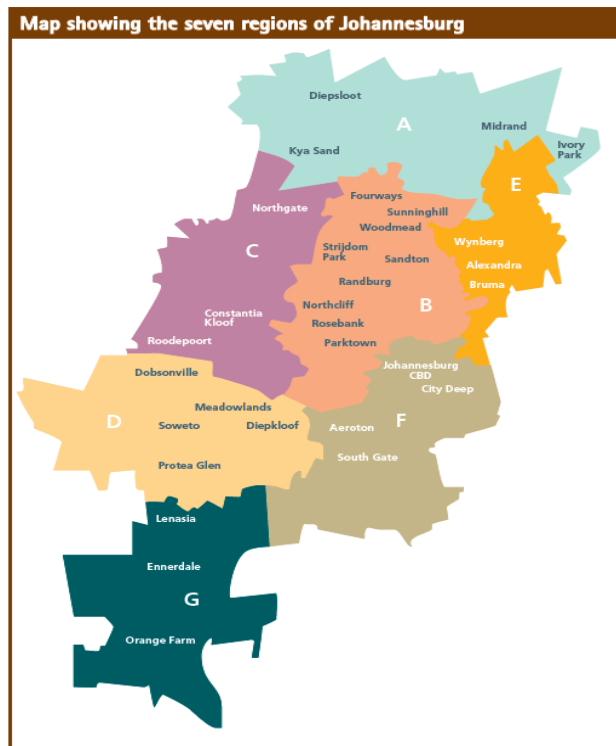 Map showing the seven regions of Johannesburg
Diepsloot
A
Midrand
Kya Sand
Ivory
Park
E
Fourways
Northgate
Sunninghill
Woodmead
Wynberg
C
Strijdom
Park
Sandton
Alexandra
Randburg
Bruma
Northcliff
B
Constantia
Kloof
Rosebank
Roodepoort
Parktown
Johannesburg
CBD
Dobsonville
City Deep
Meadowlands
D
Soweto
Diepkloof
Aeroton
F
Protea Glen
South Gate
Lenasia
Ennerdale
G
Orange Farm